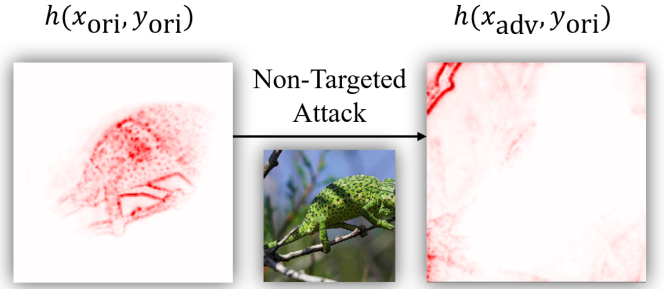 h(x_ori, y_ori)
h(x_adv, y_ori)
Non-Targeted
Attack